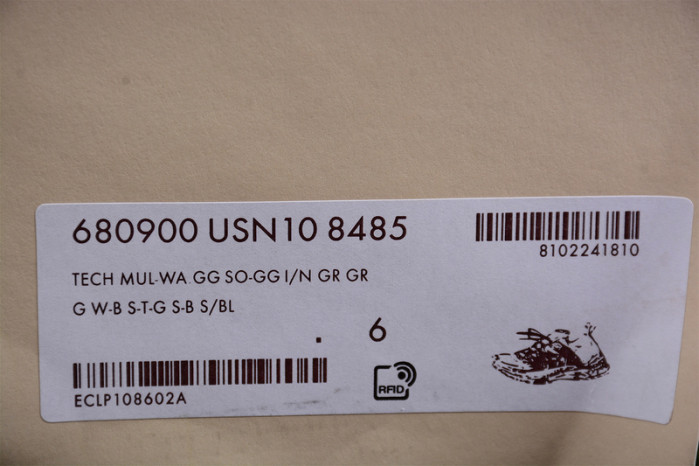 680900 USN10 8485
8102241810
TECH MUL-WA GG SO-GG I/N GR GR
G W-B S-T-G S-B S/BL
. 6
ECLP108602A
RFID